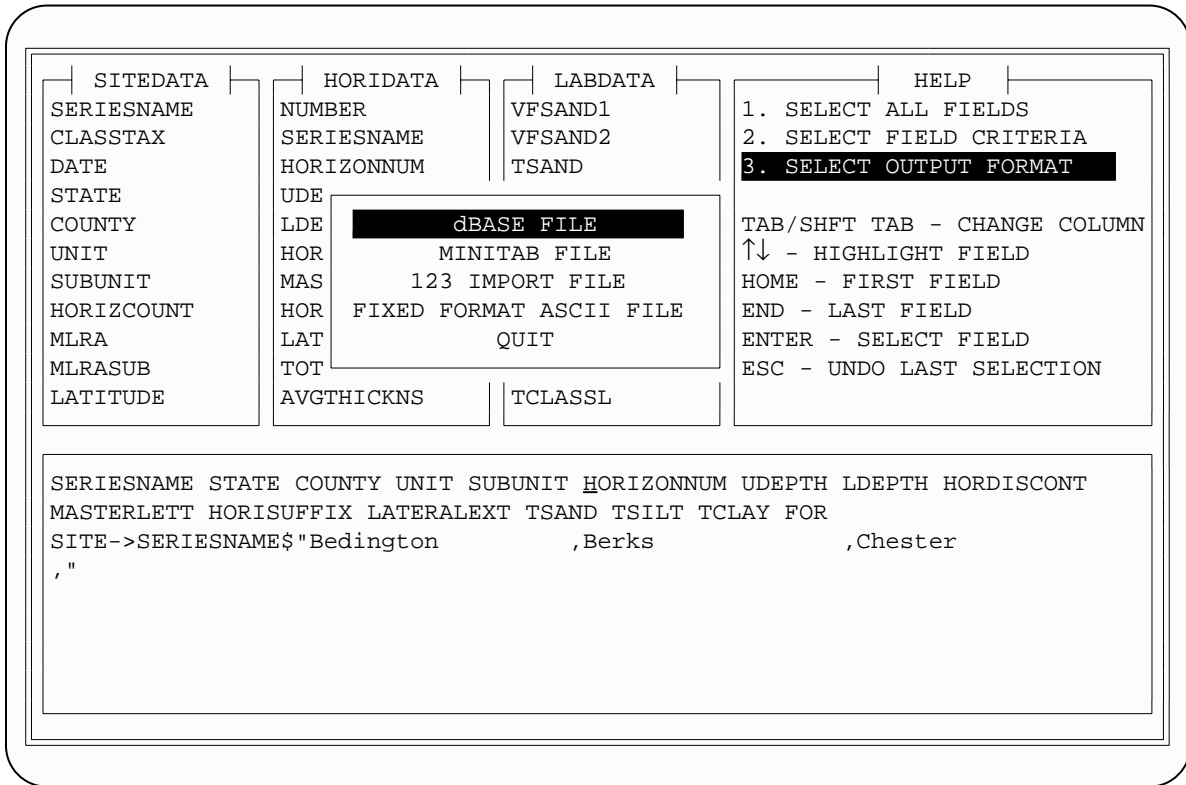 SITEDATA
SERIESNAME
CLASSTAX
DATE
STATE
COUNTY
UNIT
SUBUNIT
HORIZCOUNT
MLRA
MLRASUB
LATITUDE
HORIDATA
NUMBER
SERIESNAME
HORIZONNUM
UDE
LDE
HOR
MAS
HOR
LAT
TOT
AVGTHICKNS
LABDATA
VFSAND1
VFSAND2
TSAND
TCLASSL
dBASE FILE
MINITAB FILE
123 IMPORT FILE
FIXED FORMAT ASCII FILE
QUIT
HELP
1. SELECT ALL FIELDS
2. SELECT FIELD CRITERIA
3. SELECT OUTPUT FORMAT
TAB/SHFT TAB - CHANGE COLUMN
↑↓ - HIGHLIGHT FIELD
HOME - FIRST FIELD
END - LAST FIELD
ENTER - SELECT FIELD
ESC - UNDO LAST SELECTION
SERIESNAME STATE COUNTY UNIT SUBUNIT HORIZONNUM UDEPTH LDEPTH HORDISCONT
MASTERLETT HORISUFFIX LATERALEXT TSAND TSILT TCLAY FOR
SITE->SERIESNAME$"Bedington ,Berks ,Chester
,"